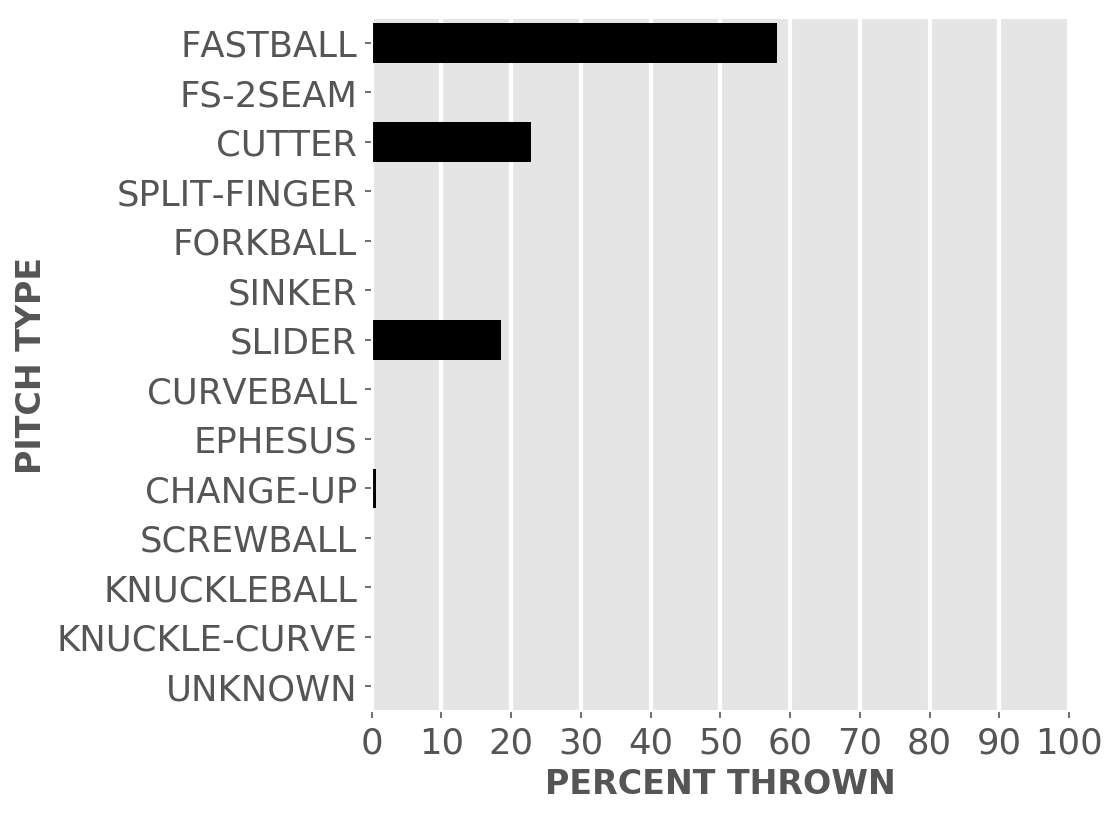 FASTBALL
FS-2SEAM
CUTTER
SPLIT-FINGER
FORKBALL
SINKER
SLIDER
CURVEBALL
EPHESUS
CHANGE-UP
SCREWBALL
KNUCKLEBALL
KNUCKLE-CURVE
UNKNOWN
PITCH TYPE
0 10 20 30 40 50 60 70 80 90 100
PERCENT THROWN